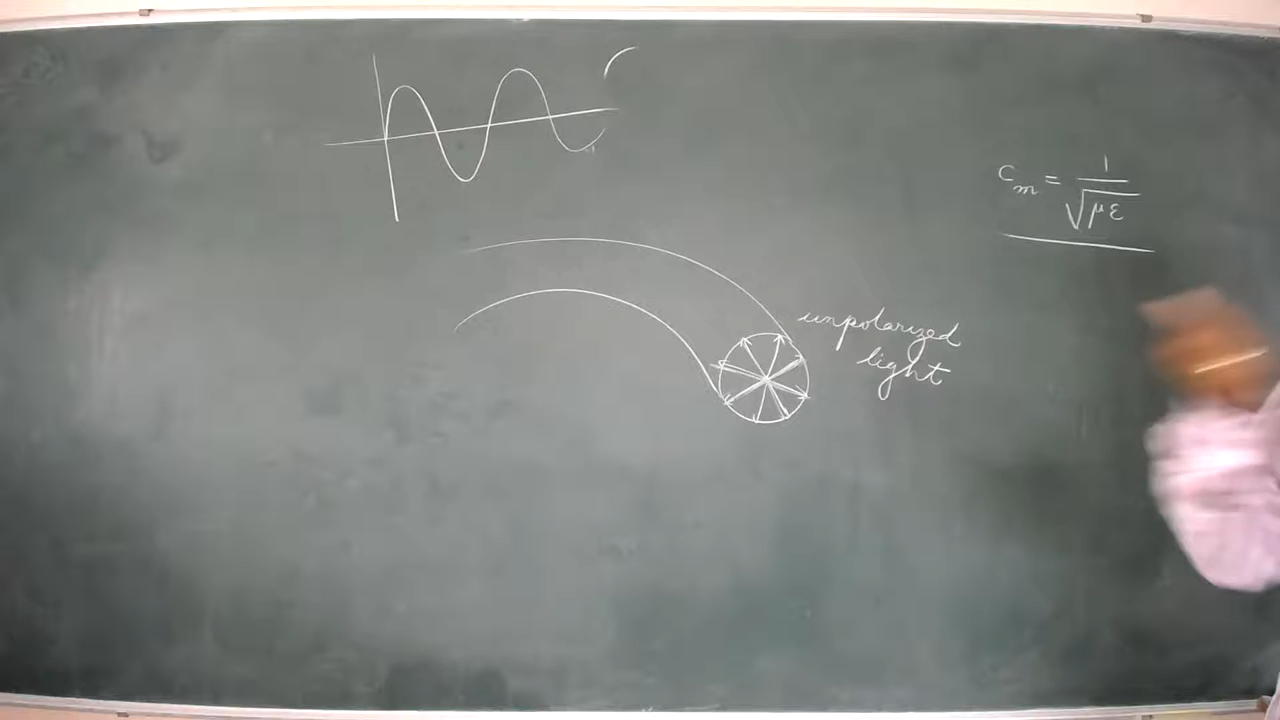 c_m = 1/√με
unpolarized
light